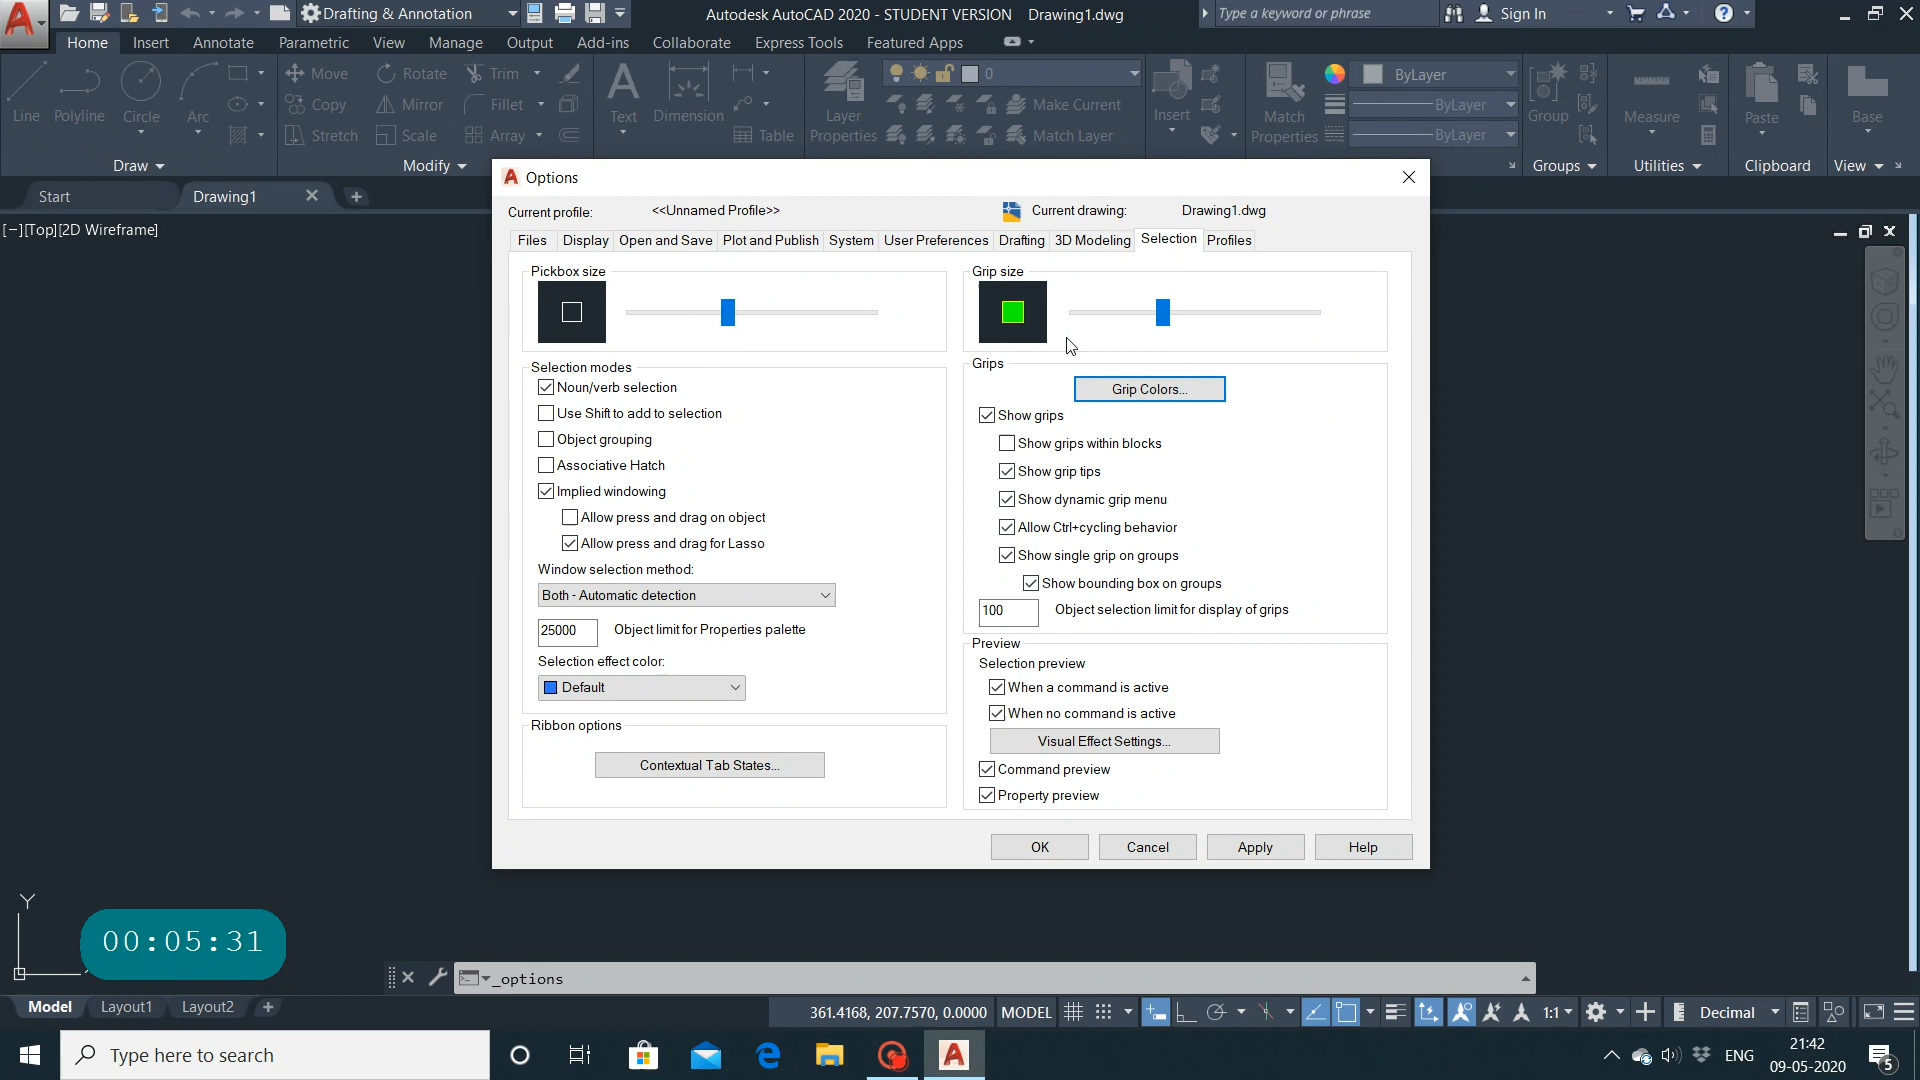 Drafting & Annotation
Autodesk AutoCAD 2020 - STUDENT VERSION Drawing1.dwg
Type a keyword or phrase
Sign In
Home Insert Annotate Parametric View Manage Output Add-ins Collaborate Express Tools Featured Apps
Line Polyline Circle Arc
Move Rotate Trim
Copy Mirror Fillet
Stretch Scale Array
Text Dimension Table
Layer Properties
0
Make Current
Match Layer
Insert
Match Properties
ByLayer
ByLayer
ByLayer
Group Measure Paste Base
Draw Modify Groups Utilities Clipboard View
Start Drawing1
[-][Top][2D Wireframe]
Options
Current profile: <<Unnamed Profile>> Current drawing: Drawing1.dwg
Files Display Open and Save Plot and Publish System User Preferences Drafting 3D Modeling Selection Profiles
Pickbox size
Selection modes
Noun/verb selection
Use Shift to add to selection
Object grouping
Associative Hatch
Implied windowing
Allow press and drag on object
Allow press and drag for Lasso
Window selection method:
Both - Automatic detection
25000 Object limit for Properties palette
Selection effect color:
Default
Ribbon options
Contextual Tab States...
Grip size
Grips
Grip Colors...
Show grips
Show grips within blocks
Show grip tips
Show dynamic grip menu
Allow Ctrl+cycling behavior
Show single grip on groups
Show bounding box on groups
100 Object selection limit for display of grips
Preview
Selection preview
When a command is active
When no command is active
Visual Effect Settings...
Command preview
Property preview
OK Cancel Apply Help
Y
00:05:31
_options
Model Layout1 Layout2
361.4168, 207.7570, 0.0000 MODEL 1:1 Decimal
Type here to search
ENG
21:42
09-05-2020
5